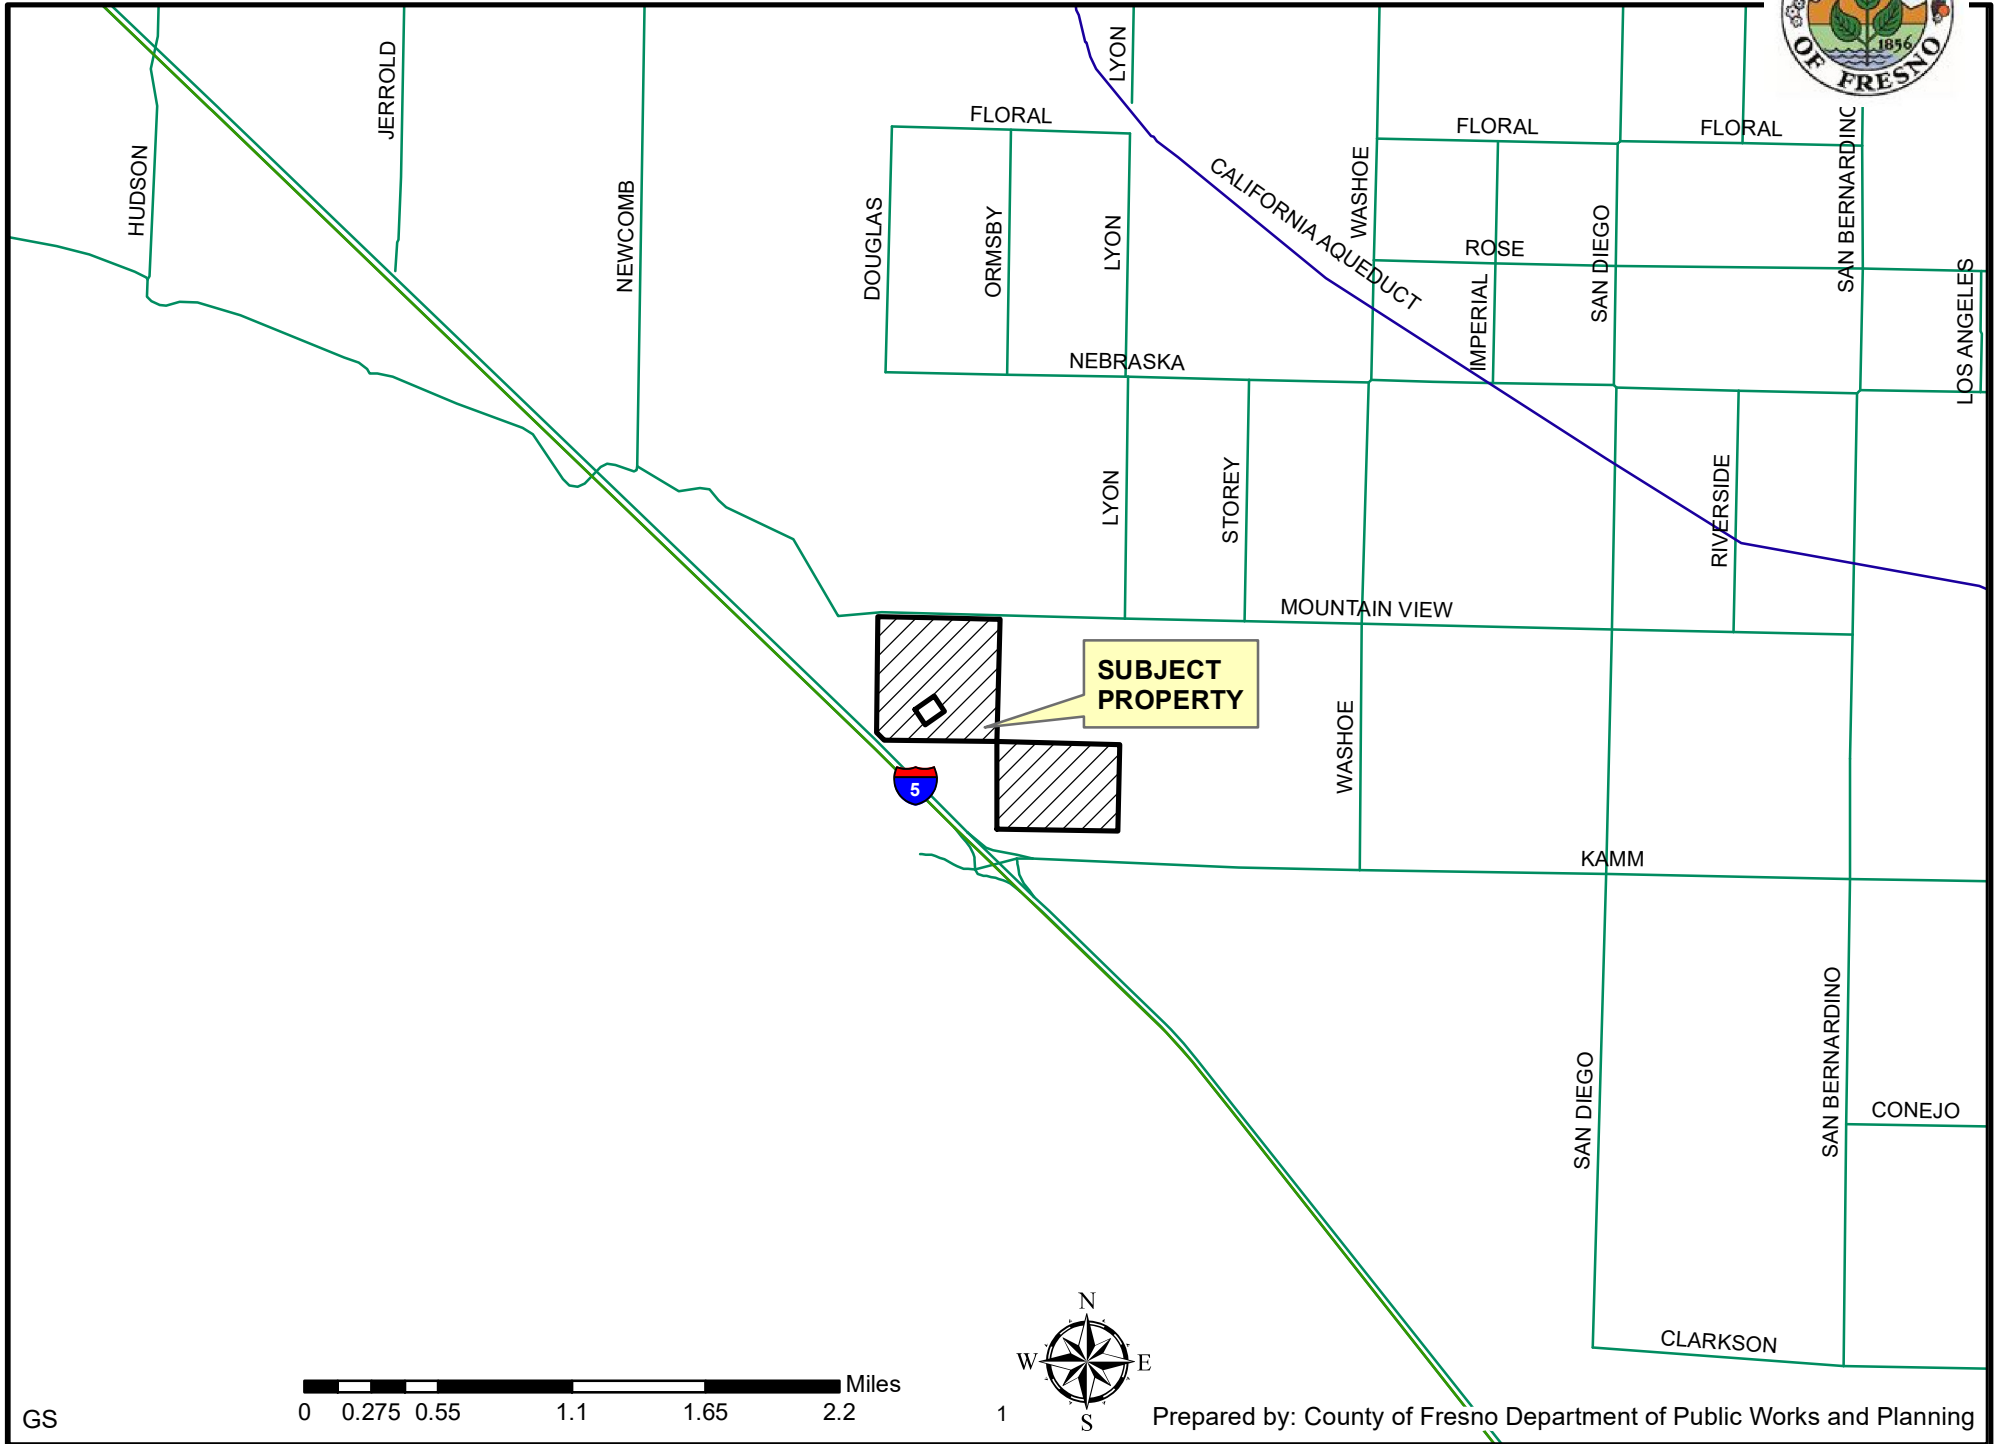 1856
OF FRESNO
JERROLD
LYON
FLORAL
FLORAL
FLORAL
HUDSON
NEWCOMB
DOUGLAS
ORMSBY
LYON
CALIFORNIA AQUEDUCT
WASHOE
ROSE
IMPERIAL
SAN DIEGO
SAN BERNARDINO
LOS ANGELES
NEBRASKA
LYON
STOREY
RIVERSIDE
MOUNTAIN VIEW
SUBJECT
PROPERTY
WASHOE
5
KAMM
SAN DIEGO
SAN BERNARDINO
CONEJO
CLARKSON
N
W
E
S
Miles
0 0.275 0.55 1.1 1.65 2.2
GS
1
Prepared by: County of Fresno Department of Public Works and Planning